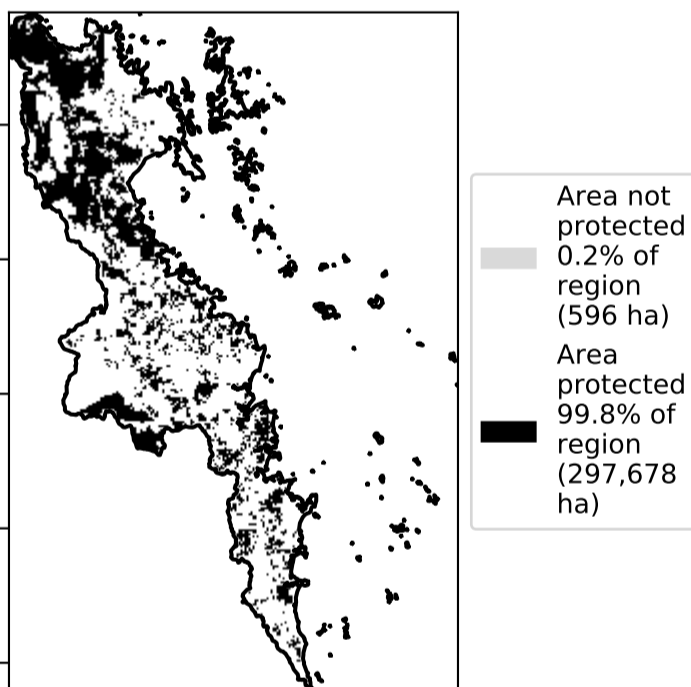 Area not
protected
0.2% of
region
(596 ha)
Area
protected
99.8% of
region
(297,678
ha)